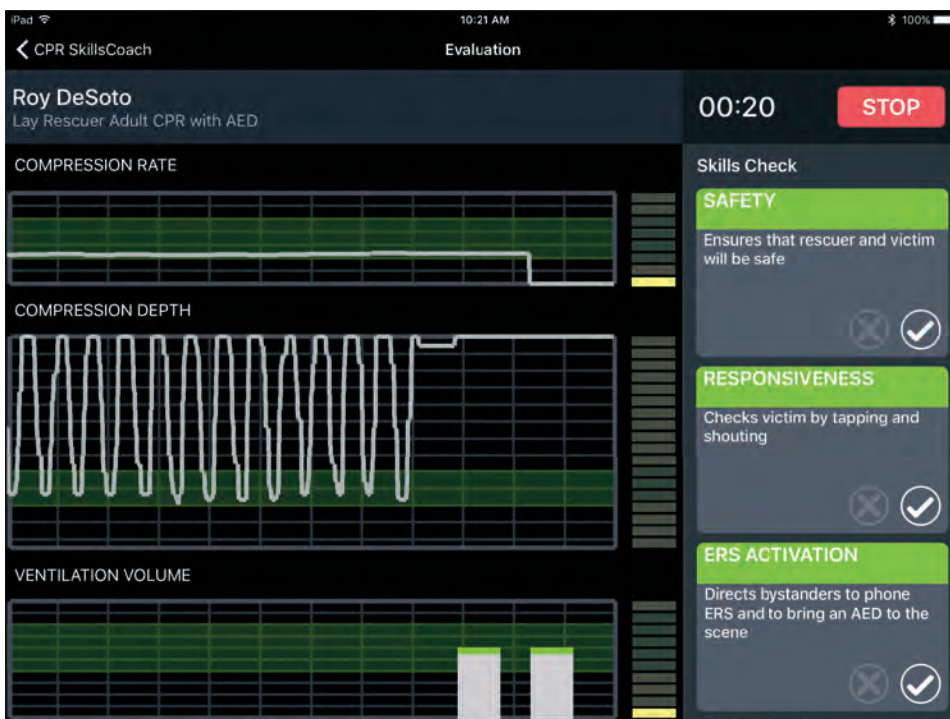 iPad
10:21 AM
100%
CPR SkillsCoach
Evaluation
Roy DeSoto
Lay Rescuer Adult CPR with AED
00:20
STOP
COMPRESSION RATE
COMPRESSION DEPTH
VENTILATION VOLUME
Skills Check
SAFETY
Ensures that rescuer and victim
will be safe
RESPONSIVENESS
Checks victim by tapping and
shouting
ERS ACTIVATION
Directs bystanders to phone
ERS and to bring an AED to the
scene